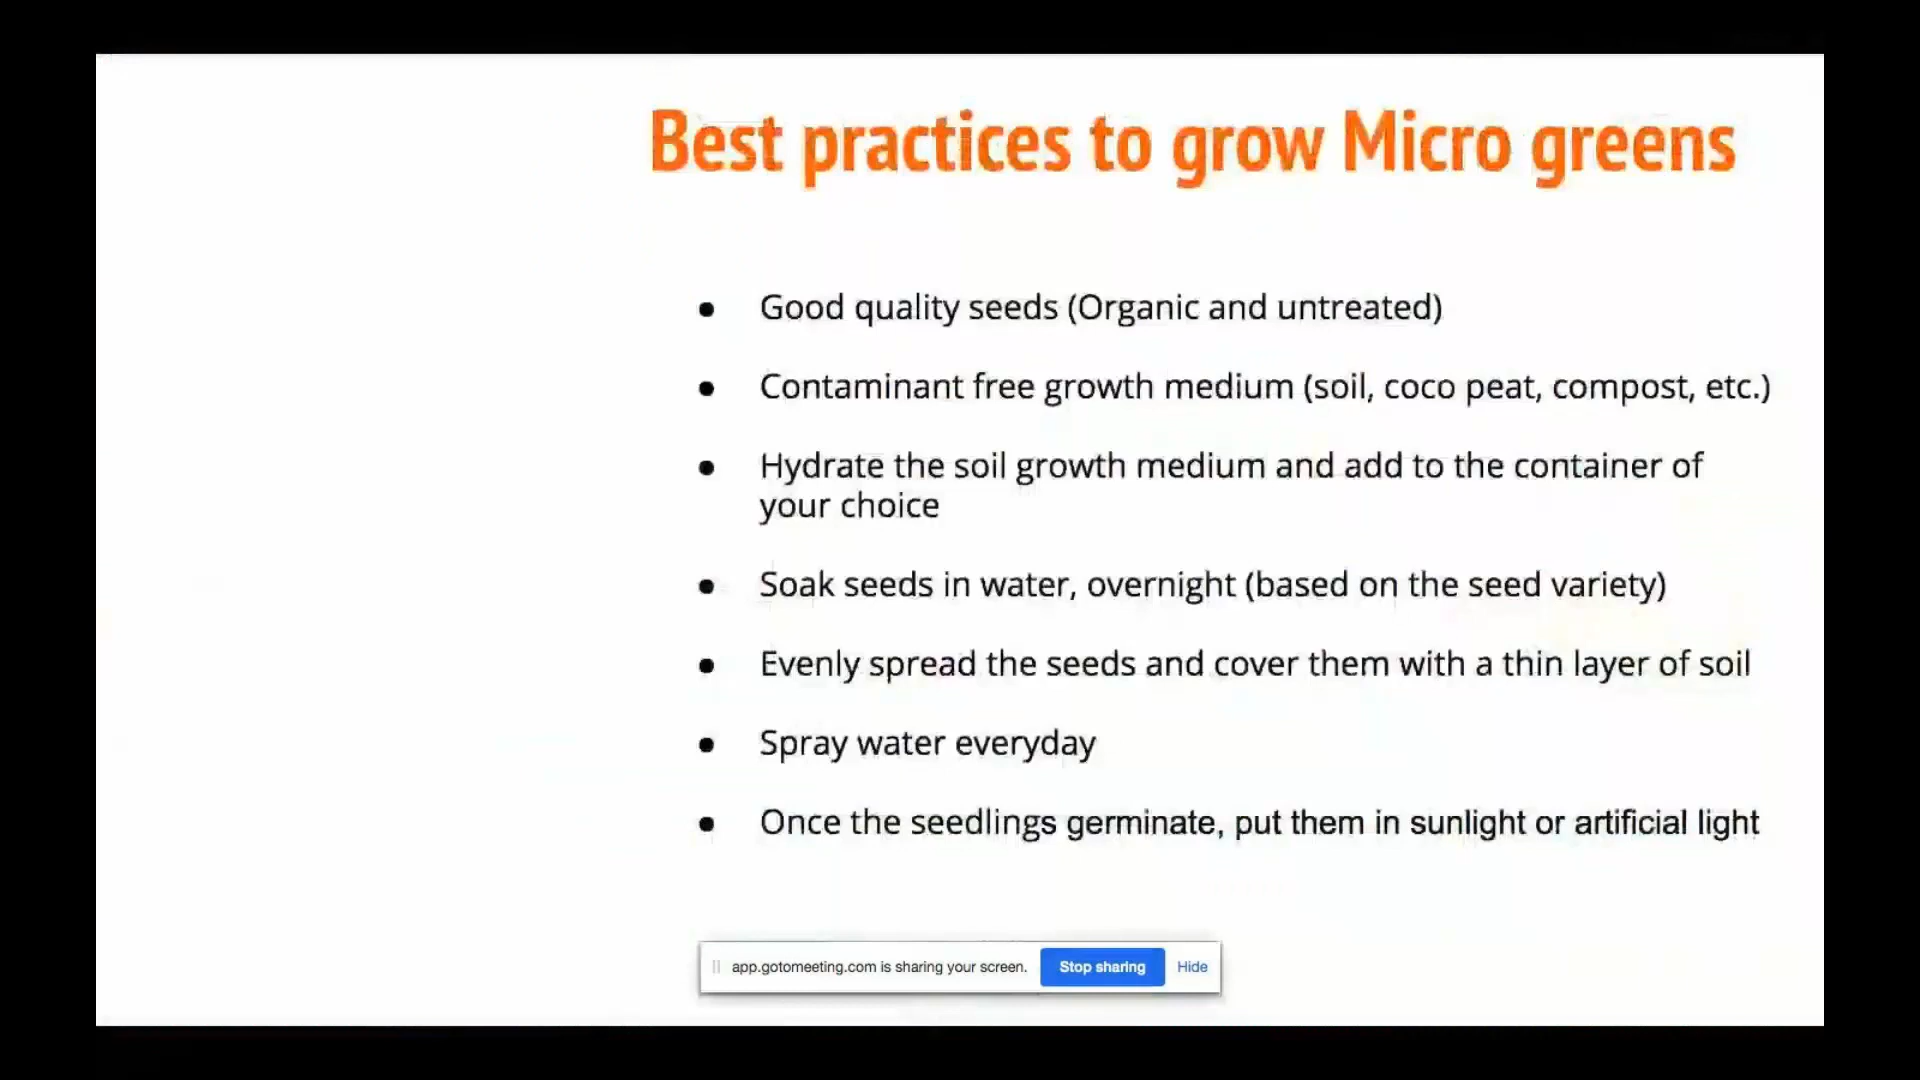 Best practices to grow Micro greens
● Good quality seeds (Organic and untreated)
● Contaminant free growth medium (soil, coco peat, compost, etc.)
● Hydrate the soil growth medium and add to the container of
your choice
● Soak seeds in water, overnight (based on the seed variety)
● Evenly spread the seeds and cover them with a thin layer of soil
● Spray water everyday
● Once the seedlings germinate, put them in sunlight or artificial light
app.gotomeeting.com is sharing your screen. Stop sharing Hide